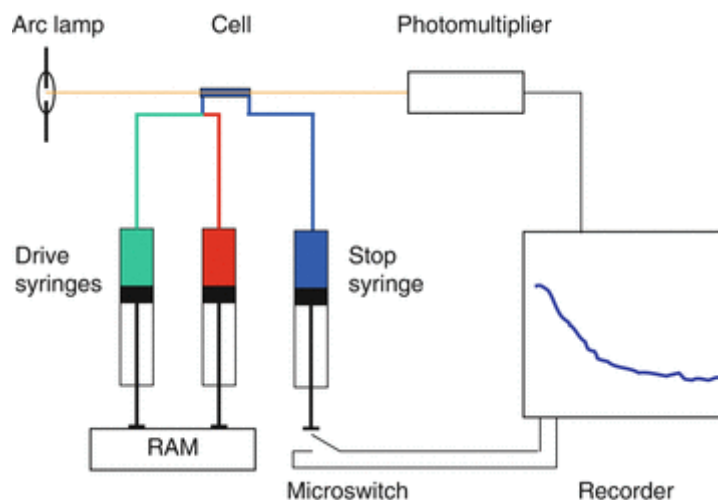 Arc lamp
Cell
Photomultiplier
Drive
syringes
Stop
syringe
RAM
Microswitch
Recorder